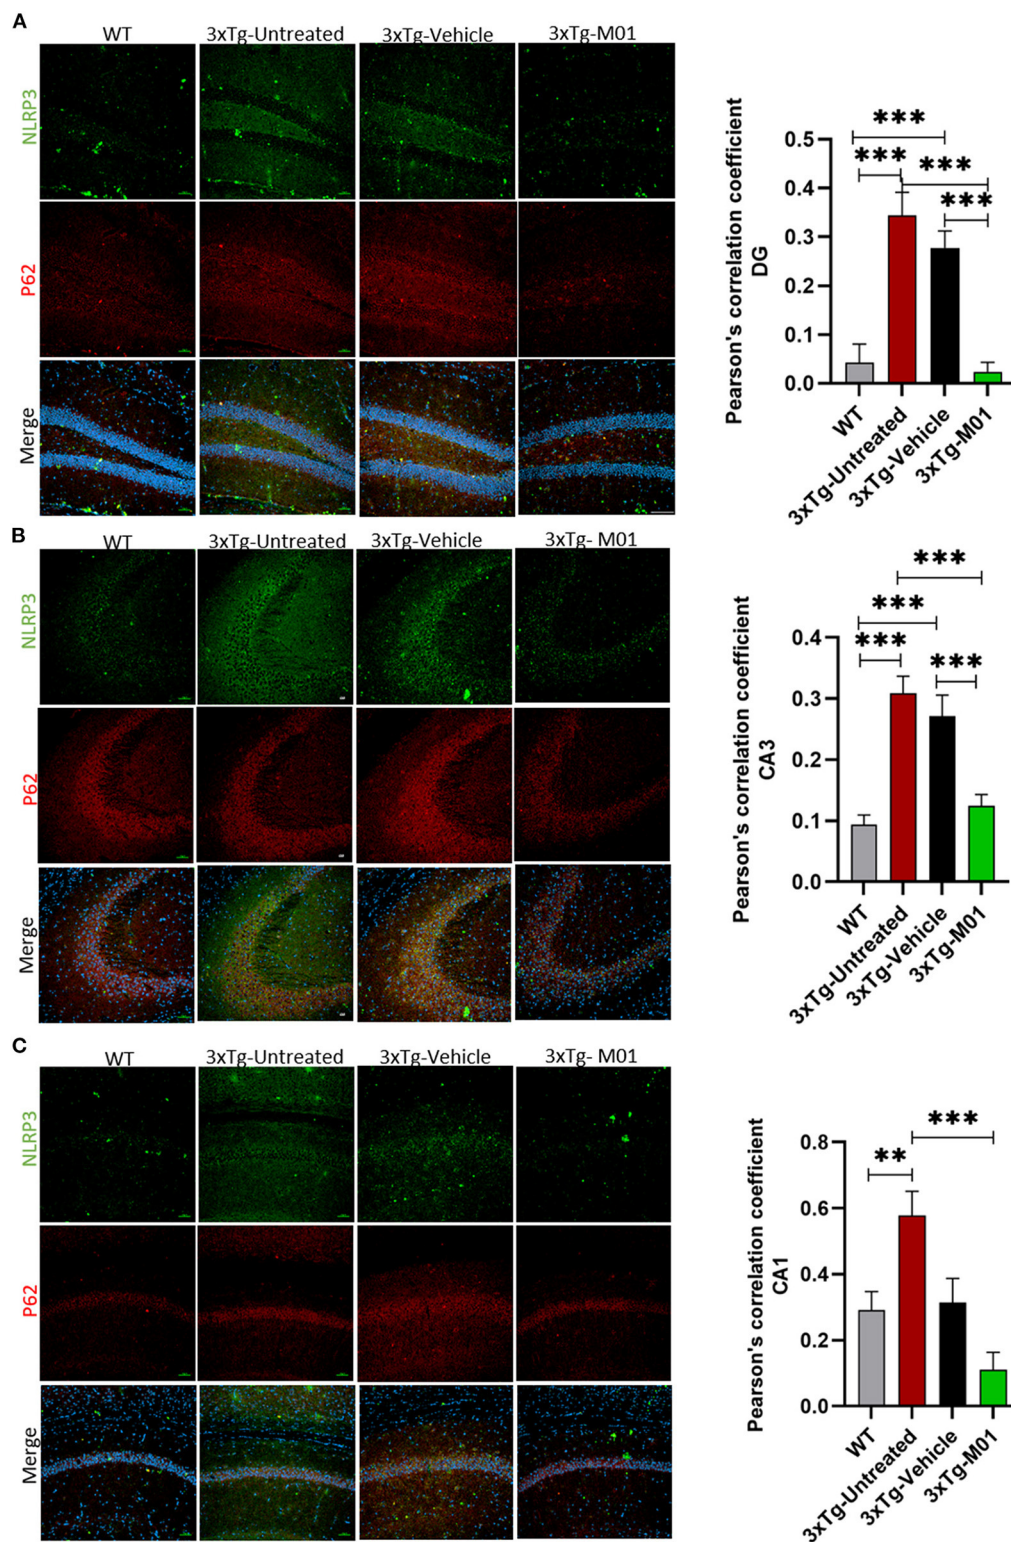 A
WT 3xTg-Untreated 3xTg-Vehicle 3xTg-M01
NLRP3
P62
Merge
Pearson's correlation coefficient
DG
0.5
0.4
0.3
0.2
0.1
0.0
***
***
***
***
WT
3xTg-Untreated
3xTg-Vehicle
3xTg-M01
B
WT 3xTg-Untreated 3xTg-Vehicle 3xTg- M01
NLRP3
P62
Merge
Pearson's correlation coefficient
CA3
0.4
0.3
0.2
0.1
0.0
***
***
***
***
WT
3xTg-Untreated
3xTg-Vehicle
3xTg-M01
C
WT 3xTg-Untreated 3xTg-Vehicle 3xTg- M01
NLRP3
P62
Merge
Pearson's correlation coefficient
CA1
0.8
0.6
0.4
0.2
0.0
***
**
WT
3xTg-Untreated
3xTg-Vehicle
3xTg-M01